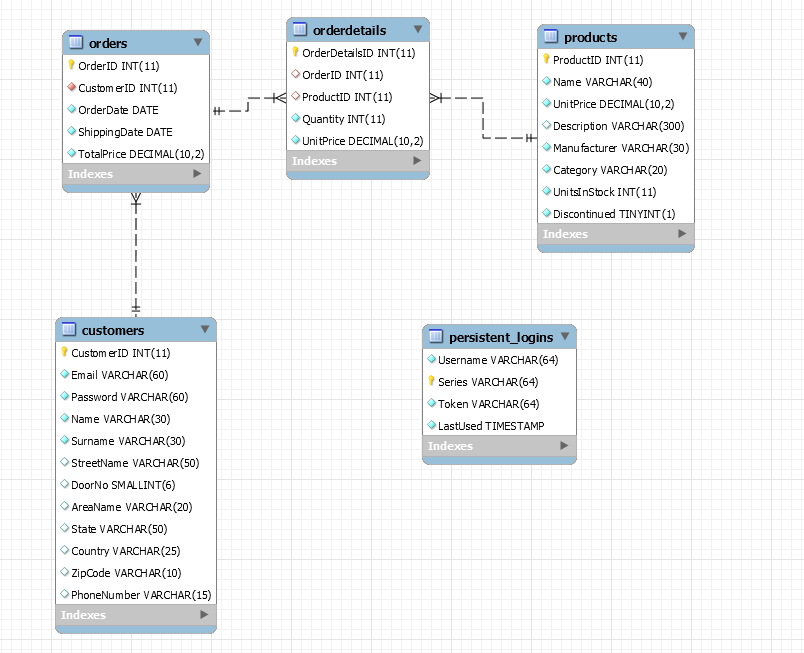 orders
OrderID INT(11)
CustomerID INT(11)
OrderDate DATE
ShippingDate DATE
TotalPrice DECIMAL(10,2)
Indexes
orderdetails
OrderDetailsID INT(11)
OrderID INT(11)
ProductID INT(11)
Quantity INT(11)
UnitPrice DECIMAL(10,2)
Indexes
products
ProductID INT(11)
Name VARCHAR(40)
UnitPrice DECIMAL(10,2)
Description VARCHAR(300)
Manufacturer VARCHAR(30)
Category VARCHAR(20)
UnitsInStock INT(11)
Discontinued TINYINT(1)
Indexes
customers
CustomerID INT(11)
Email VARCHAR(60)
Password VARCHAR(60)
Name VARCHAR(30)
Surname VARCHAR(30)
StreetName VARCHAR(50)
DoorNo SMALLINT(6)
AreaName VARCHAR(20)
State VARCHAR(50)
Country VARCHAR(25)
ZipCode VARCHAR(10)
PhoneNumber VARCHAR(15)
Indexes
persistent_logins
Username VARCHAR(64)
Series VARCHAR(64)
Token VARCHAR(64)
LastUsed TIMESTAMP
Indexes